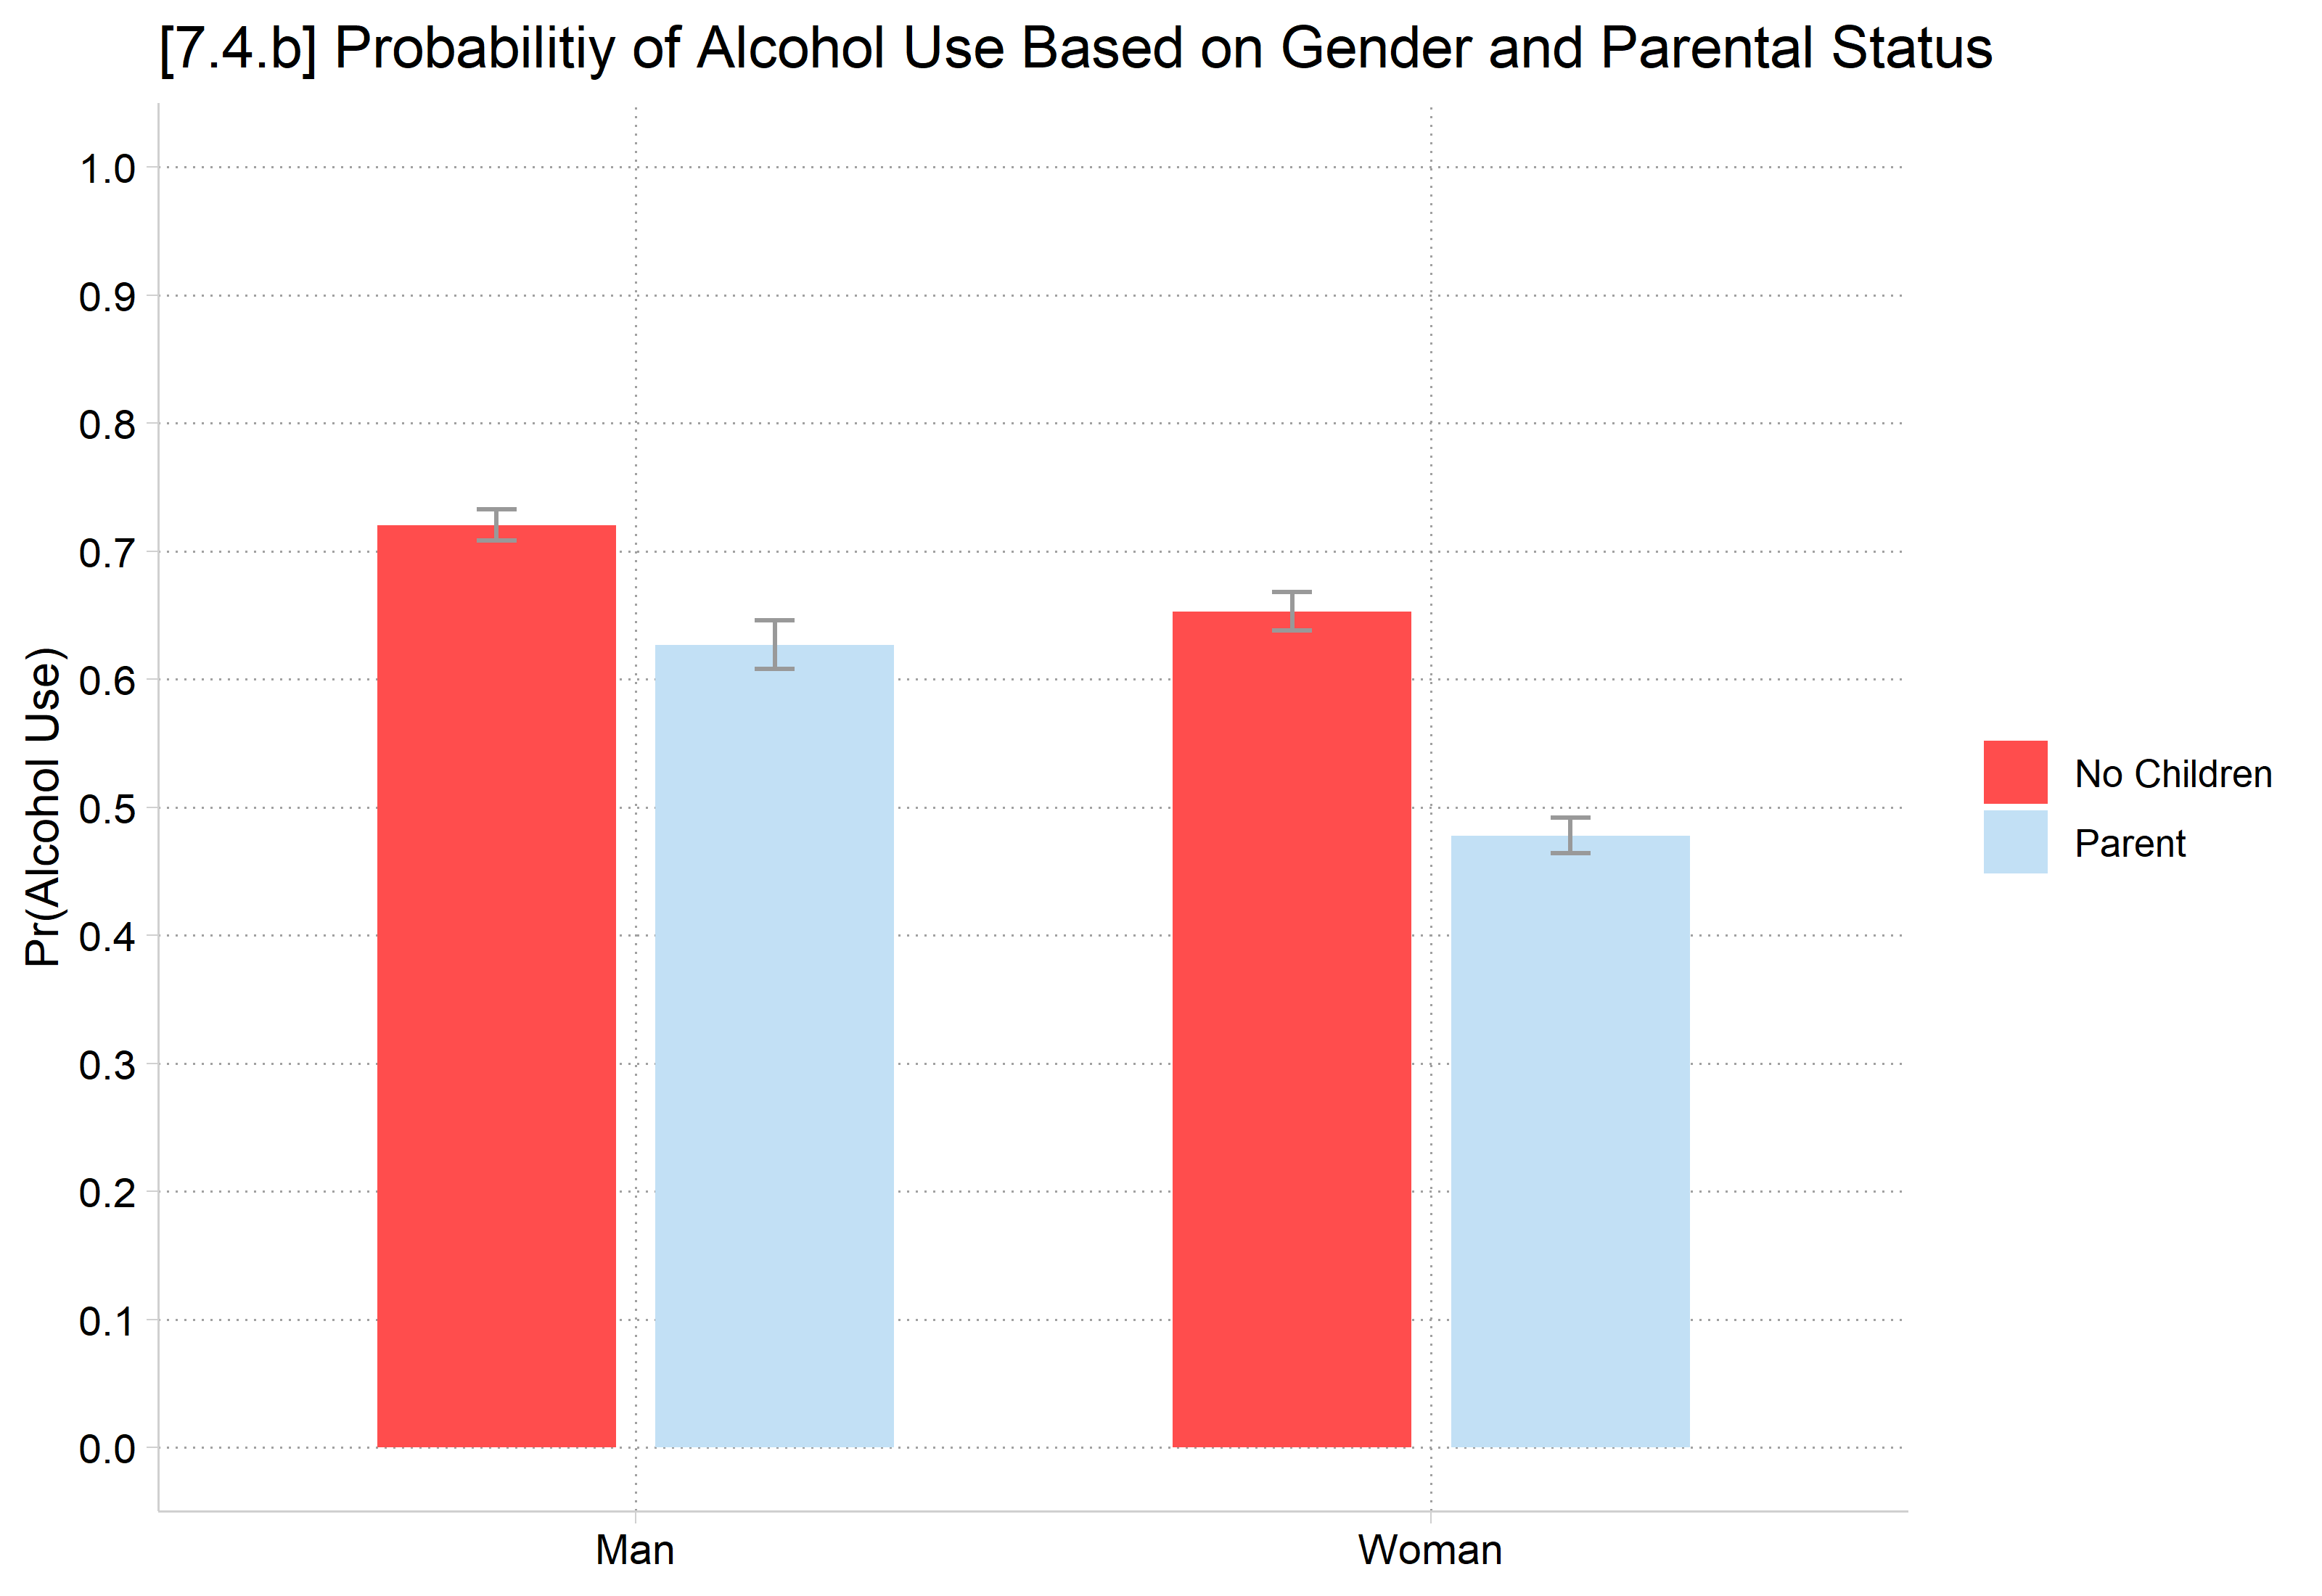 [7.4.b] Probabilitiy of Alcohol Use Based on Gender and Parental Status
Pr(Alcohol Use)
1.0
0.9
0.8
0.7
0.6
0.5
0.4
0.3
0.2
0.1
0.0
Man
Woman
No Children
Parent